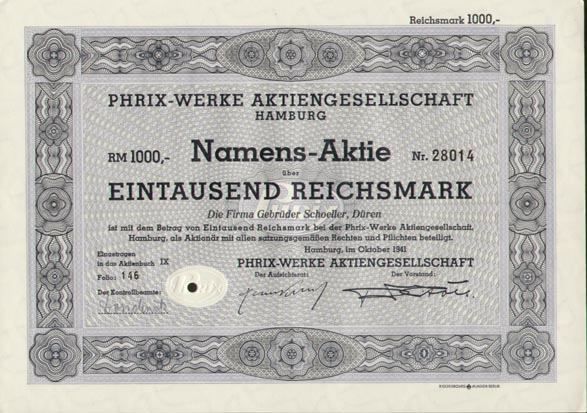 Reichsmark 1000,-
PHRIX-WERKE AKTIENGESELLSCHAFT
HAMBURG
RM 1000,- Namens-Aktie Nr. 28014
über
EINTAUSEND REICHSMARK
Die Firma Gebrüder Schoeller, Düren
ist mit dem Betrag von Eintausend Reichsmark bei der Phrix-Werke Aktiengesellschaft,
Hamburg, als Aktionär mit allen satzungsgemäßen Rechten und Pflichten beteiligt.
Hamburg, im Oktober 1941
Eingetragen
in das Aktienbuch IX
Folio: 146
Der Kontrollbeamte:
PHRIX-WERKE AKTIENGESELLSCHAFT
Der Aufsichtsrat: Der Vorstand: